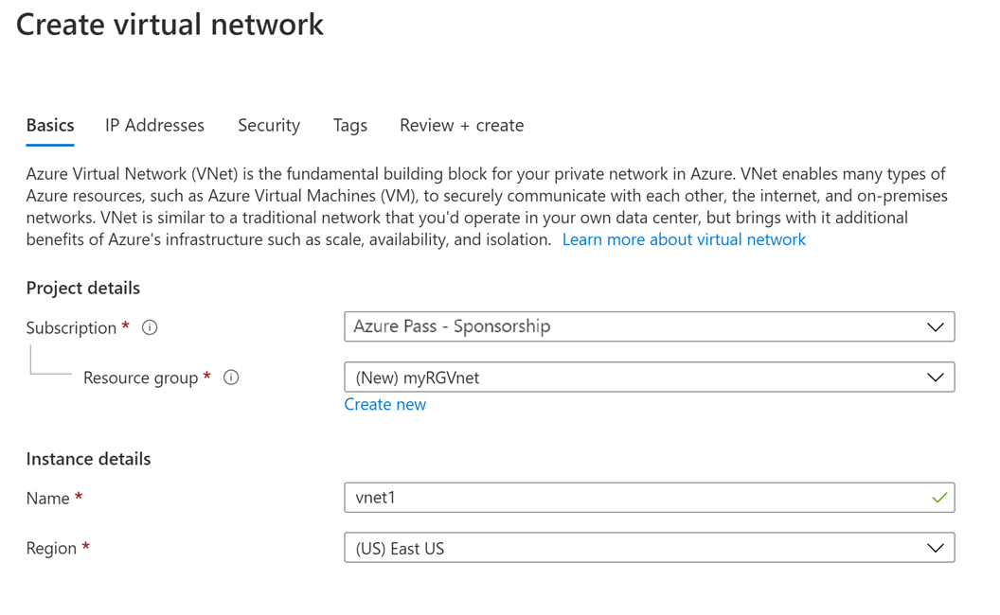 Create virtual network
Basics IP Addresses Security Tags Review + create
Azure Virtual Network (VNet) is the fundamental building block for your private network in Azure. VNet enables many types of
Azure resources, such as Azure Virtual Machines (VM), to securely communicate with each other, the internet, and on-premises
networks. VNet is similar to a traditional network that you'd operate in your own data center, but brings with it additional
benefits of Azure's infrastructure such as scale, availability, and isolation. Learn more about virtual network
Project details
Subscription * Azure Pass - Sponsorship
Resource group * (New) myRGVnet
Create new
Instance details
Name * vnet1
Region * (US) East US